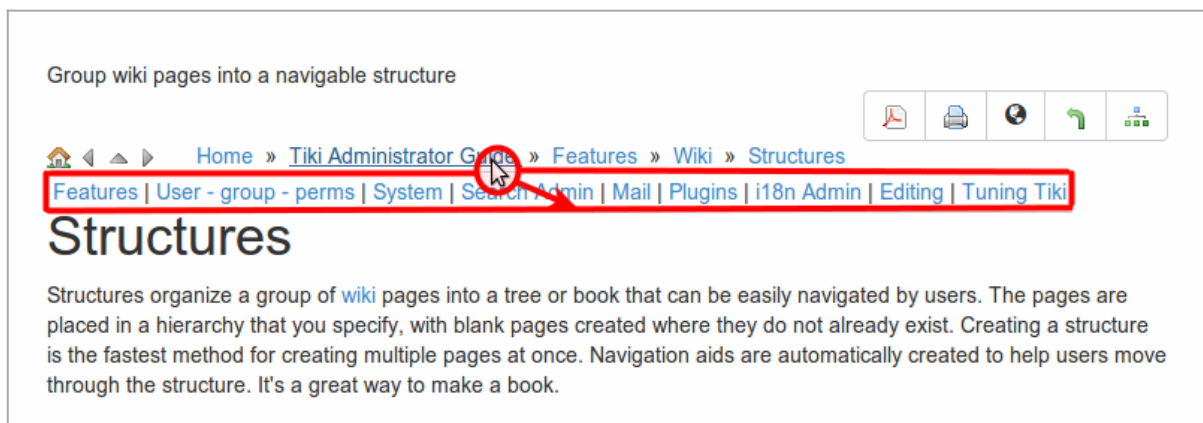 Group wiki pages into a navigable structure
Home » Tiki Administrator Guide » Features » Wiki » Structures
Features | User - group - perms | System | Search Admin | Mail | Plugins | i18n Admin | Editing | Tuning Tiki
Structures
Structures organize a group of wiki pages into a tree or book that can be easily navigated by users. The pages are
placed in a hierarchy that you specify, with blank pages created where they do not already exist. Creating a structure
is the fastest method for creating multiple pages at once. Navigation aids are automatically created to help users move
through the structure. It's a great way to make a book.